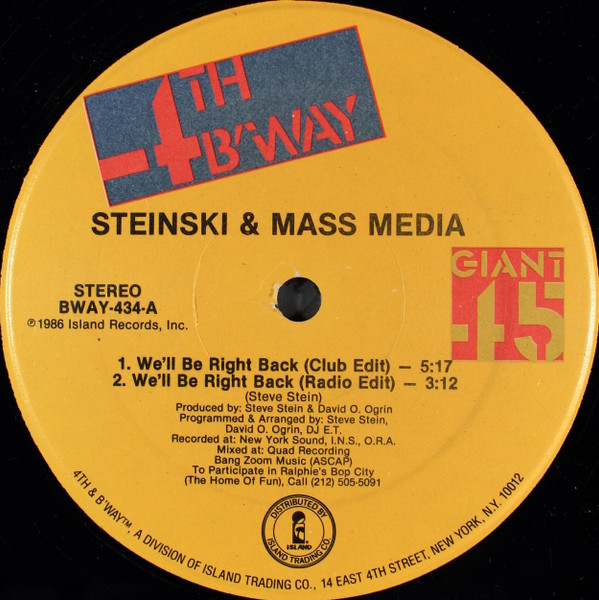 4TH
B'WAY
STEINSKI & MASS MEDIA
GIANT
45
STEREO
BWAY-434-A
℗1986 Island Records, Inc.
1. We'll Be Right Back (Club Edit) — 5:17
2. We'll Be Right Back (Radio Edit) — 3:12
(Steve Stein)
Produced by: Steve Stein & David O. Ogrin
Programmed & Arranged by: Steve Stein,
David O. Ogrin, DJ E.T.
Recorded at: New York Sound, I.N.S., O.R.A.
Mixed at: Quad Recording
Bang Zoom Music (ASCAP)
To Participate in Ralphie's Bop City
(The Home Of Fun), Call (212) 505-5091
DISTRIBUTED BY
ISLAND
ISLAND TRADING CO.
4TH & B'WAY™, A DIVISION OF ISLAND TRADING CO., 14 EAST 4TH STREET, NEW YORK, N.Y. 10012